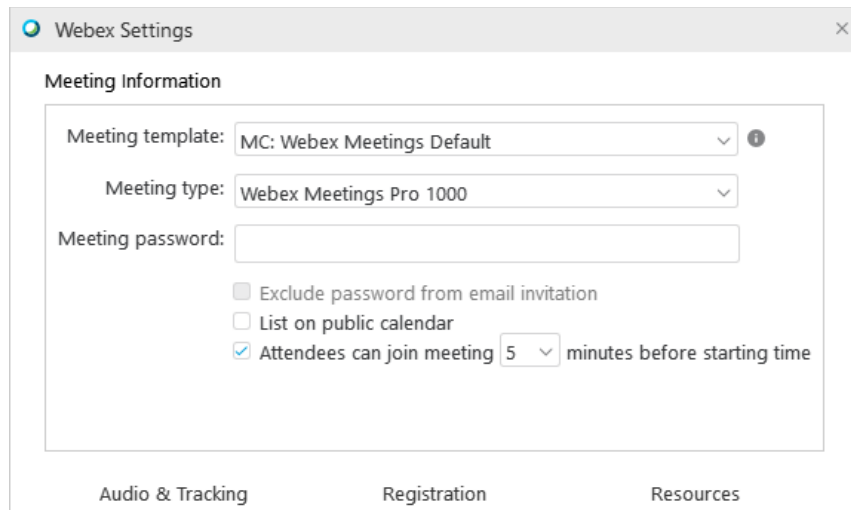 Webex Settings
Meeting Information
Meeting template: MC: Webex Meetings Default
Meeting type: Webex Meetings Pro 1000
Meeting password:
Exclude password from email invitation
List on public calendar
Attendees can join meeting 5 minutes before starting time
Audio & Tracking Registration Resources